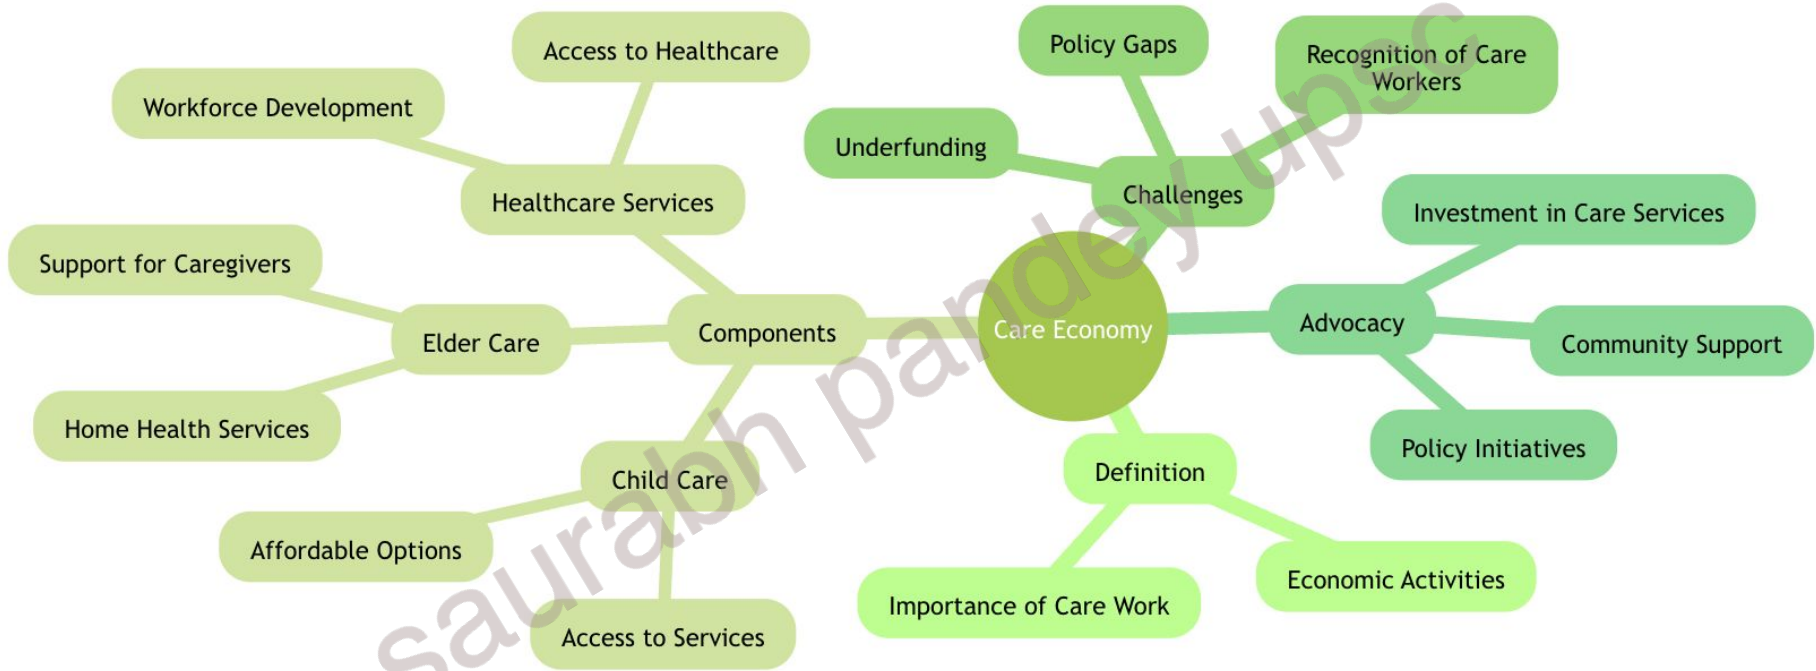 Care Economy
Components
Healthcare Services
Access to Healthcare
Workforce Development
Elder Care
Support for Caregivers
Home Health Services
Child Care
Affordable Options
Access to Services
Challenges
Policy Gaps
Recognition of Care
Workers
Underfunding
Advocacy
Investment in Care Services
Community Support
Policy Initiatives
Definition
Importance of Care Work
Economic Activities
saurabh pandey upsc